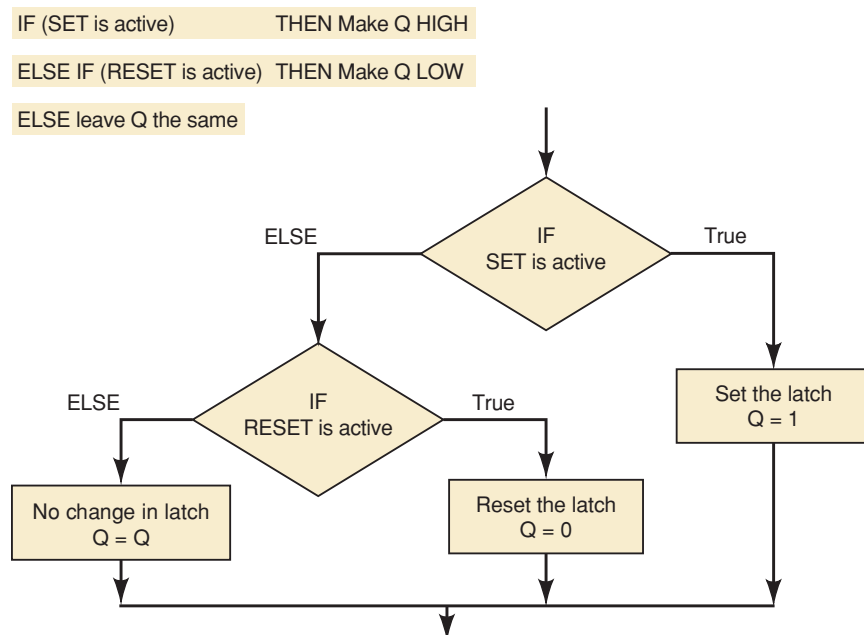 IF (SET is active) THEN Make Q HIGH
ELSE IF (RESET is active) THEN Make Q LOW
ELSE leave Q the same
IF
SET is active
ELSE
True
IF
RESET is active
ELSE
True
Set the latch
Q = 1
No change in latch
Q = Q
Reset the latch
Q = 0